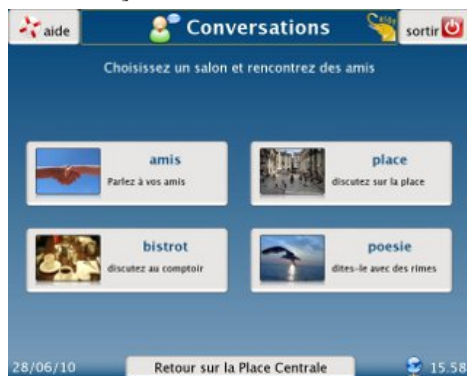 aide
Conversations
sortir
Choisissez un salon et rencontrez des amis
amis
Parlez à vos amis
place
discutez sur la place
bistrot
discutez au comptoir
poesie
dites-le avec des rimes
28/06/10
Retour sur la Place Centrale
15.58